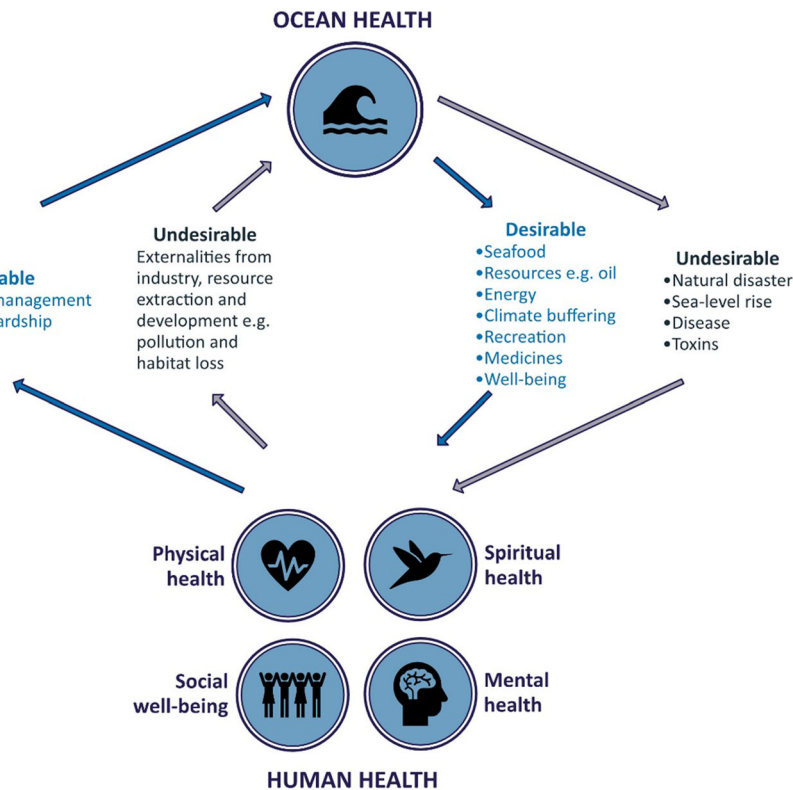 OCEAN HEALTH
able
management
ardship
Undesirable
Externalities from
industry, resource
extraction and
development e.g.
pollution and
habitat loss
Desirable
•Seafood
•Resources e.g. oil
•Energy
•Climate buffering
•Recreation
•Medicines
•Well-being
Undesirable
•Natural disaster
•Sea-level rise
•Disease
•Toxins
Physical
health
Spiritual
health
Social
well-being
Mental
health
HUMAN HEALTH